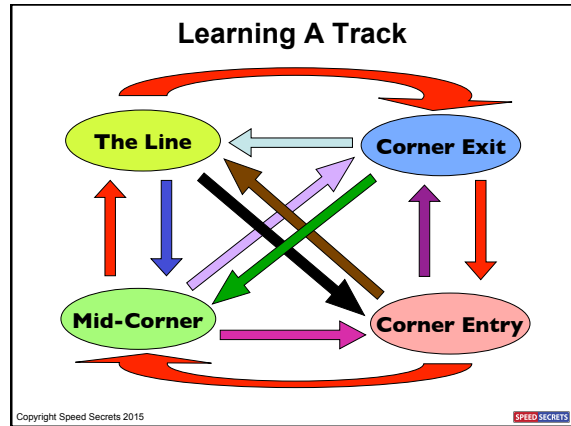 Learning A Track
The Line
Corner Exit
Mid-Corner
Corner Entry
Copyright Speed Secrets 2015
SPEED SECRETS